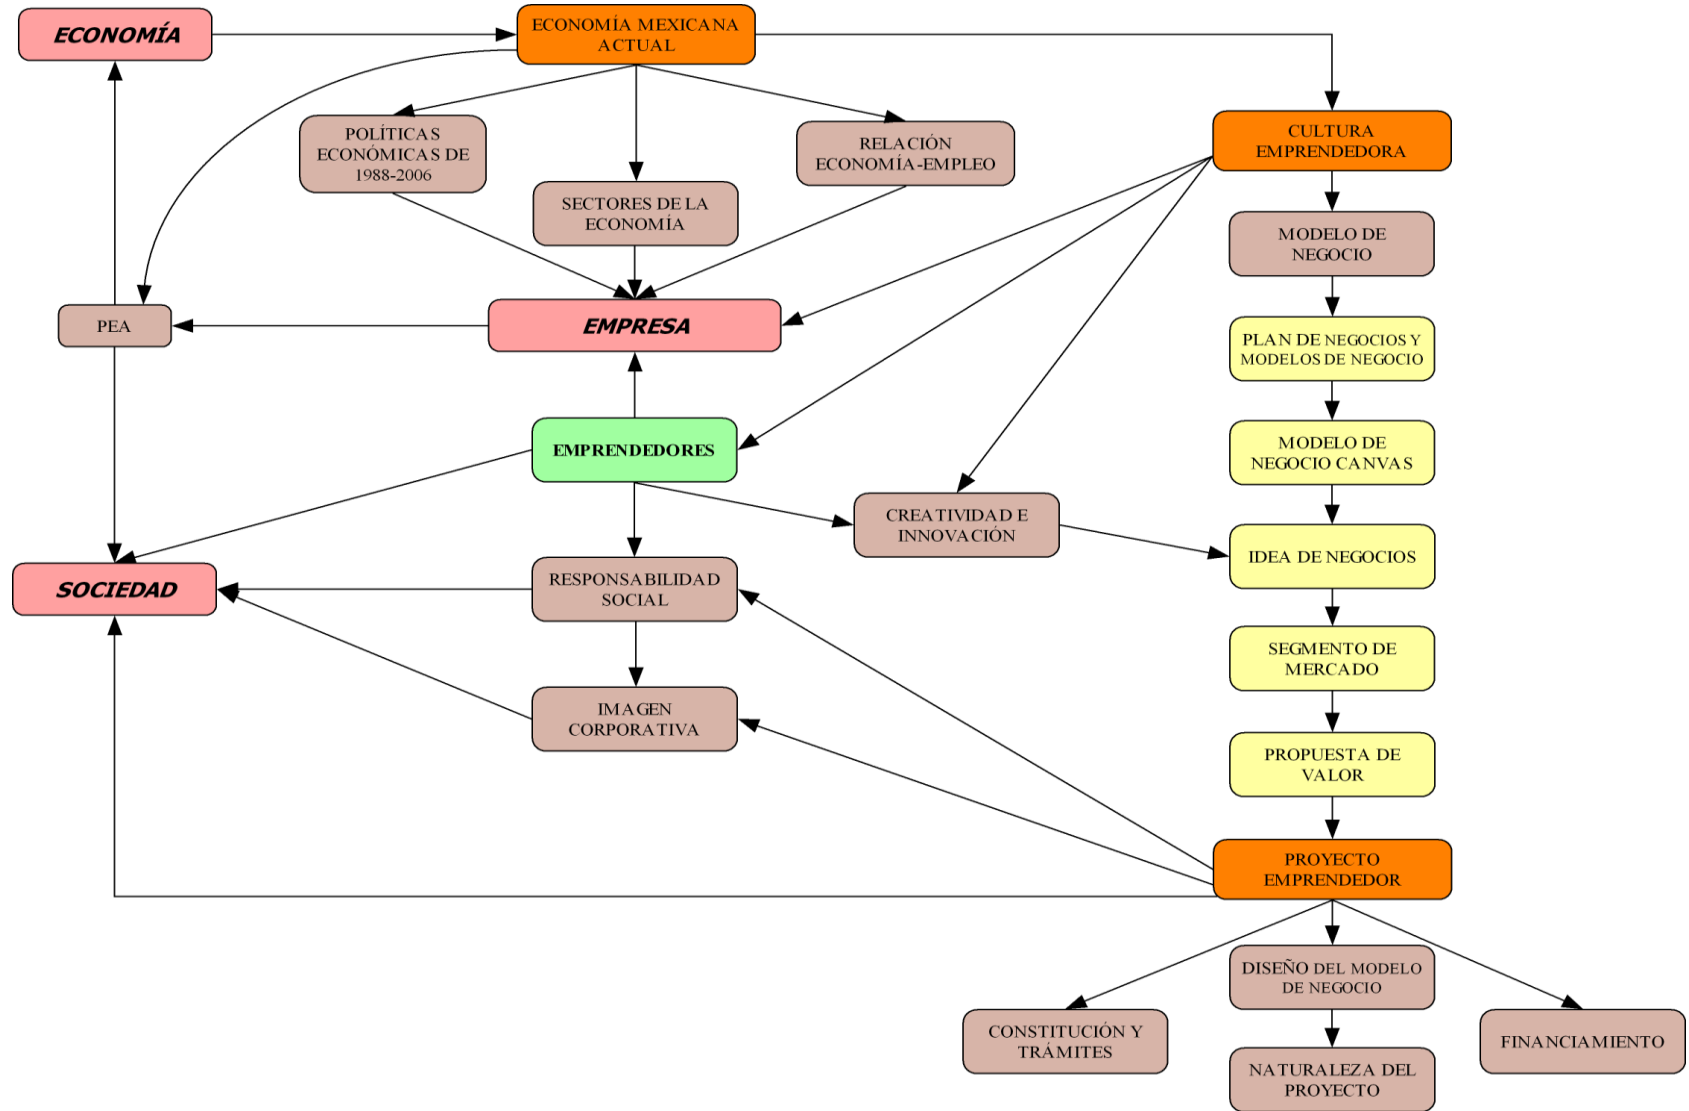 ECONOMÍA
ECONOMÍA MEXICANA
ACTUAL
POLÍTICAS
ECONÓMICAS DE
1988-2006
SECTORES DE LA
ECONOMÍA
RELACIÓN
ECONOMÍA-EMPLEO
CULTURA
EMPRENDEDORA
MODELO DE
NEGOCIO
PEA
EMPRESA
PLAN DE NEGOCIOS Y
MODELOS DE NEGOCIO
EMPRENDEDORES
MODELO DE
NEGOCIO CANVAS
CREATIVIDAD E
INNOVACIÓN
IDEA DE NEGOCIOS
SOCIEDAD
RESPONSABILIDAD
SOCIAL
SEGMENTO DE
MERCADO
IMAGEN
CORPORATIVA
PROPUESTA DE
VALOR
PROYECTO
EMPRENDEDOR
DISEÑO DEL MODELO
DE NEGOCIO
CONSTITUCIÓN Y
TRÁMITES
FINANCIAMIENTO
NATURALEZA DEL
PROYECTO